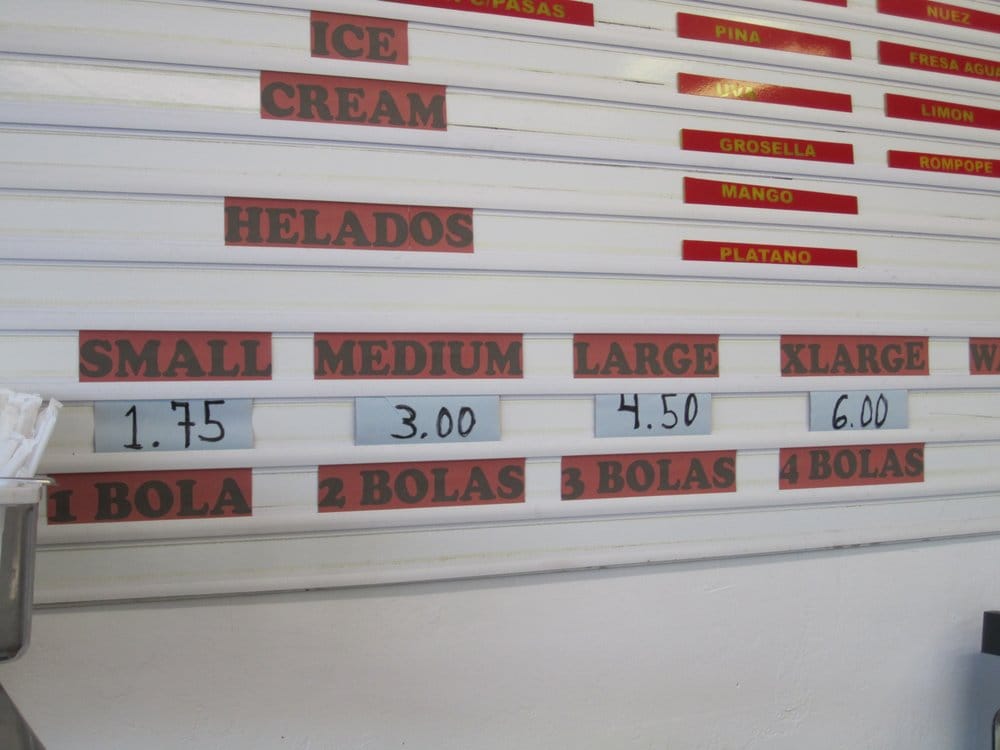 C/PASAS
ICE
CREAM
HELADOS
PINA
UVA
GROSELLA
MANGO
PLATANO
NUEZ
FRESA AGUA
LIMON
ROMPOPE
SMALL MEDIUM LARGE XLARGE
1.75 3.00 4.50 6.00
1 BOLA 2 BOLAS 3 BOLAS 4 BOLAS